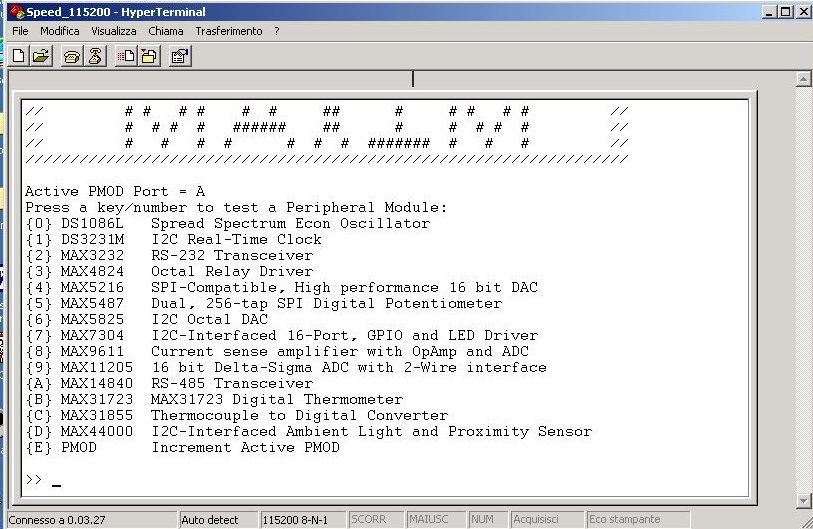 Speed_115200 - HyperTerminal
File Modifica Visualizza Chiama Trasferimento ?
// # # # # # # ## # # # # # //
// # # # # ###### ## # # # # # //
// # # # # # # # ####### # # # //
///////////////////////////////////////////////////////////////////
Active PMOD Port = A
Press a key/number to test a Peripheral Module:
{0} DS1086L Spread Spectrum Econ Oscillator
{1} DS3231M I2C Real-Time Clock
{2} MAX3232 RS-232 Transceiver
{3} MAX4824 Octal Relay Driver
{4} MAX5216 SPI-Compatible, High performance 16 bit DAC
{5} MAX5487 Dual, 256-tap SPI Digital Potentiometer
{6} MAX5825 I2C Octal DAC
{7} MAX7304 I2C-Interfaced 16-Port, GPIO and LED Driver
{8} MAX9611 Current sense amplifier with OpAmp and ADC
{9} MAX11205 16 bit Delta-Sigma ADC with 2-Wire interface
{A} MAX14840 RS-485 Transceiver
{B} MAX31723 MAX31723 Digital Thermometer
{C} MAX31855 Thermocouple to Digital Converter
{D} MAX44000 I2C-Interfaced Ambient Light and Proximity Sensor
{E} PMOD Increment Active PMOD
>> _
Connesso a 0.03.27 Auto detect 115200 8-N-1 SCORR MAIUSC NUM Acquisisci Eco stampante